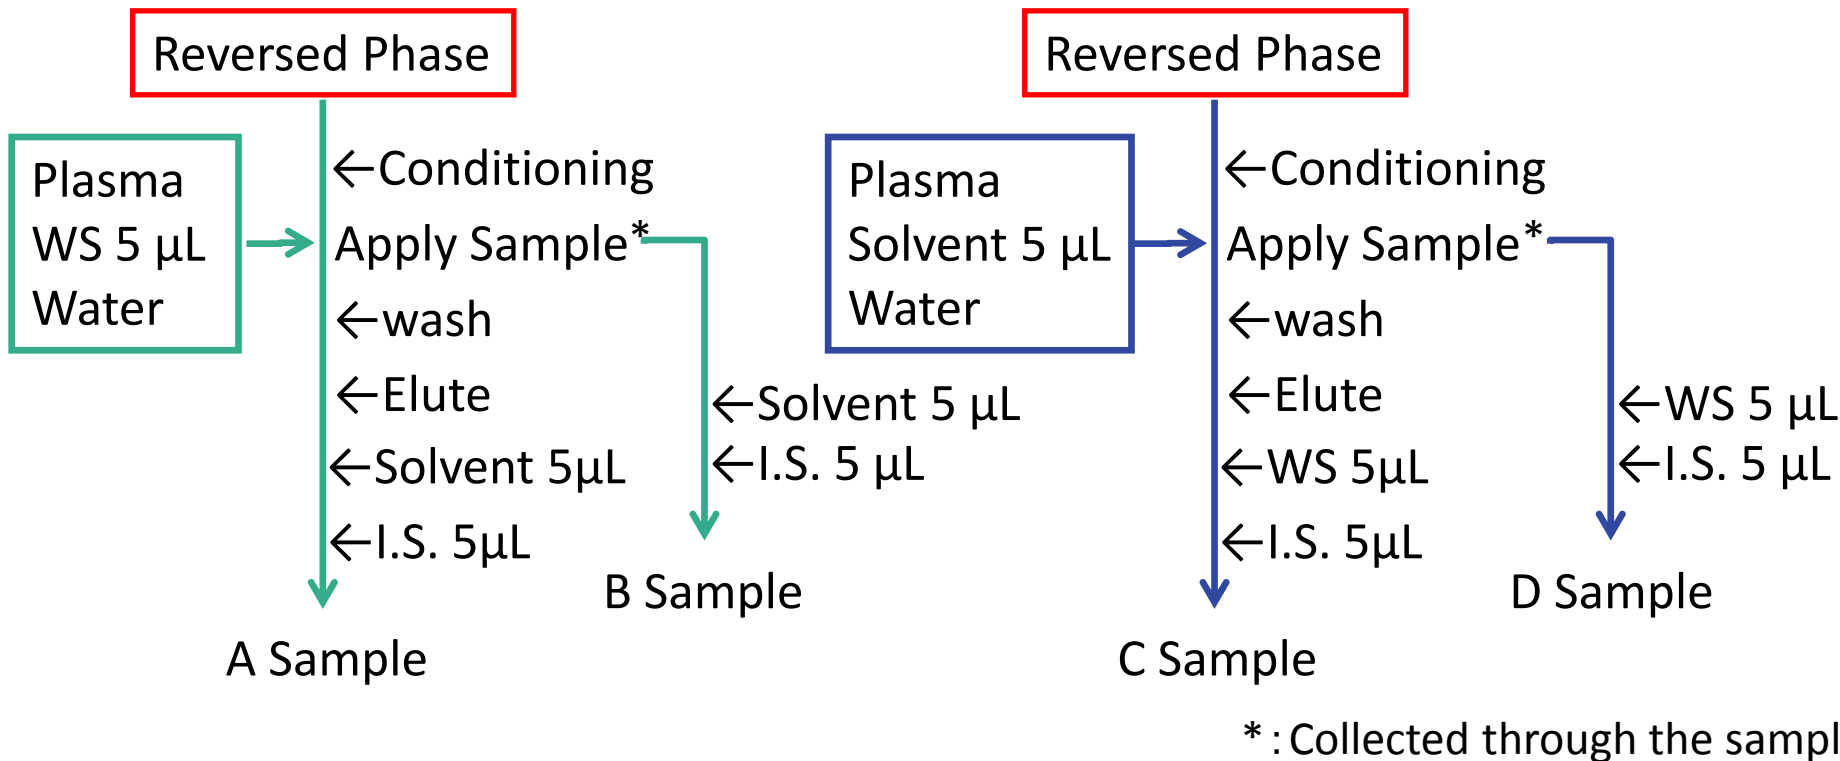 Reversed Phase
Plasma
WS 5 µL
Water
←Conditioning
Apply Sample*
←wash
←Elute
←Solvent 5µL
←I.S. 5µL
A Sample
←Solvent 5 µL
←I.S. 5 µL
B Sample
Reversed Phase
Plasma
Solvent 5 µL
Water
←Conditioning
Apply Sample*
←wash
←Elute
←WS 5µL
←I.S. 5µL
C Sample
←WS 5 µL
←I.S. 5 µL
D Sample
*：Collected through the sampl